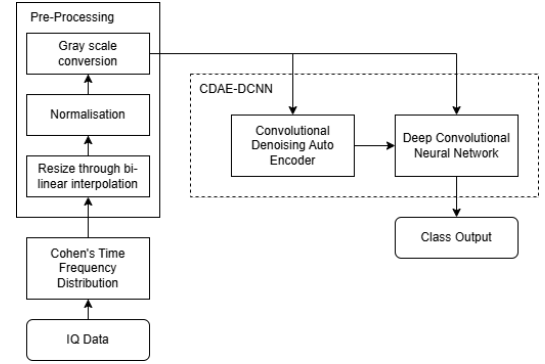 Pre-Processing
Gray scale
conversion
Normalisation
Resize through bi-
linear interpolation
Cohen's Time
Frequency
Distribution
IQ Data
CDAE-DCNN
Convolutional
Denoising Auto
Encoder
Deep Convolutional
Neural Network
Class Output